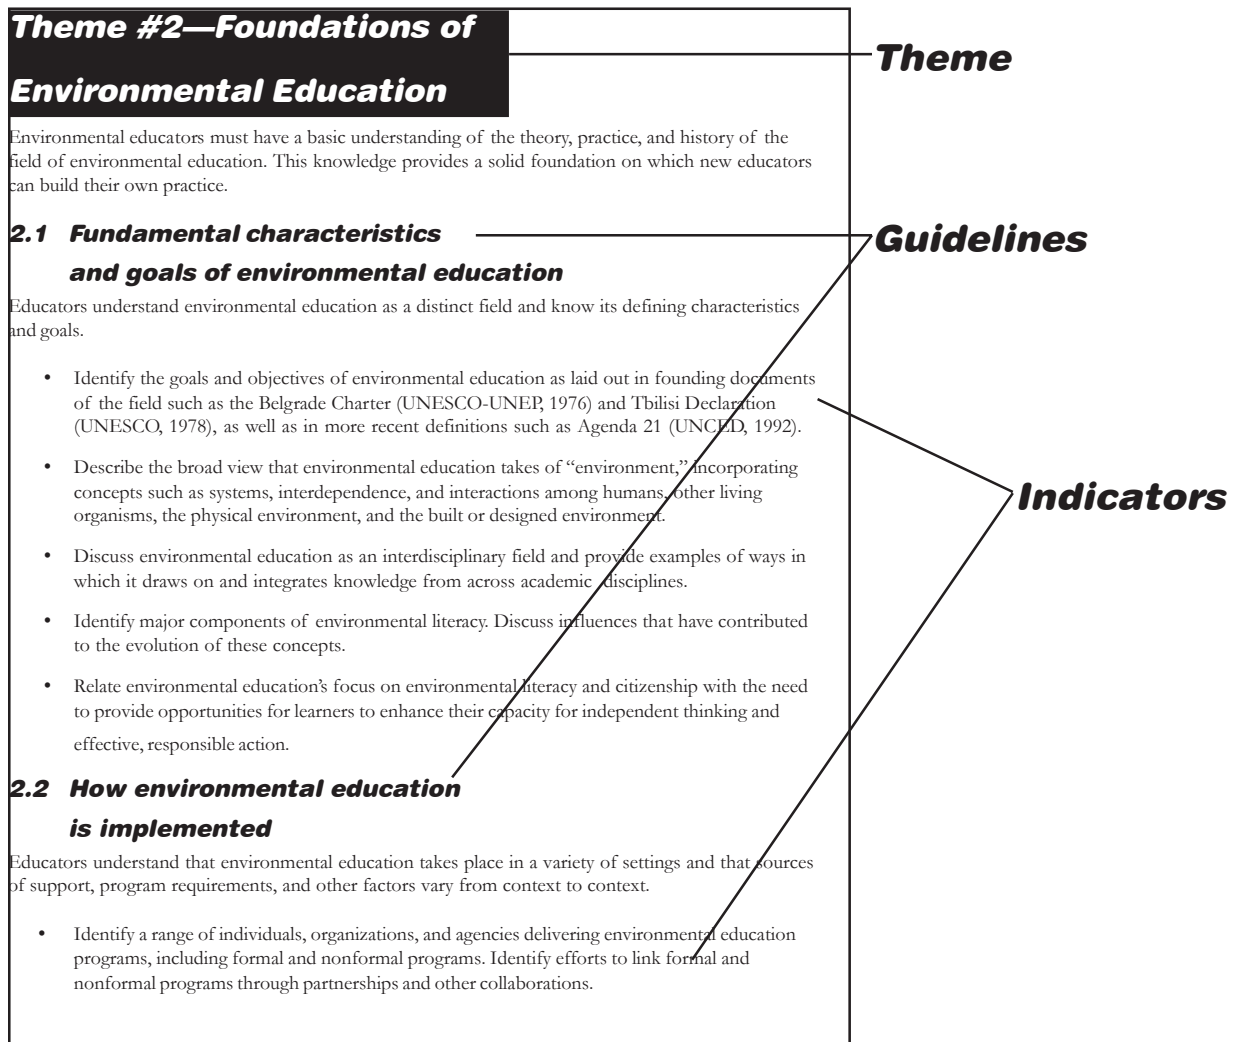 Theme #2—Foundations of
Environmental Education
Theme
Environmental educators must have a basic understanding of the theory, practice, and history of the
field of environmental education. This knowledge provides a solid foundation on which new educators
can build their own practice.
2.1 Fundamental characteristics
and goals of environmental education
Guidelines
Educators understand environmental education as a distinct field and know its defining characteristics
and goals.
• Identify the goals and objectives of environmental education as laid out in founding documents
of the field such as the Belgrade Charter (UNESCO-UNEP, 1976) and Tbilisi Declaration
(UNESCO, 1978), as well as in more recent definitions such as Agenda 21 (UNCED, 1992).
• Describe the broad view that environmental education takes of “environment,” incorporating
concepts such as systems, interdependence, and interactions among humans, other living
organisms, the physical environment, and the built or designed environment.
Indicators
• Discuss environmental education as an interdisciplinary field and provide examples of ways in
which it draws on and integrates knowledge from across academic disciplines.
• Identify major components of environmental literacy. Discuss influences that have contributed
to the evolution of these concepts.
• Relate environmental education’s focus on environmental literacy and citizenship with the need
to provide opportunities for learners to enhance their capacity for independent thinking and
effective, responsible action.
2.2 How environmental education
is implemented
Educators understand that environmental education takes place in a variety of settings and that sources
of support, program requirements, and other factors vary from context to context.
• Identify a range of individuals, organizations, and agencies delivering environmental education
programs, including formal and nonformal programs. Identify efforts to link formal and
nonformal programs through partnerships and other collaborations.